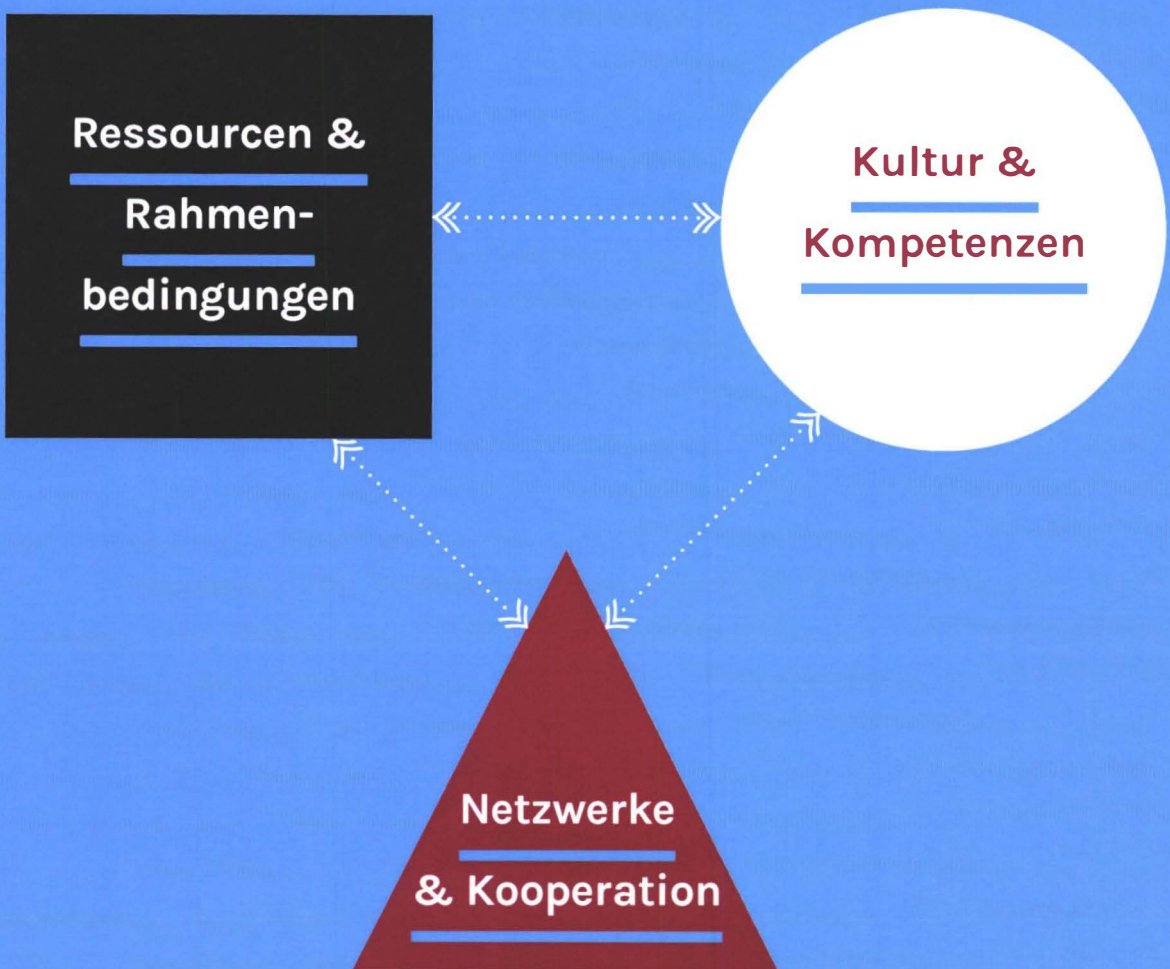 Ressourcen &
Rahmen-
bedingungen
Kultur &
Kompetenzen
Netzwerke
& Kooperation